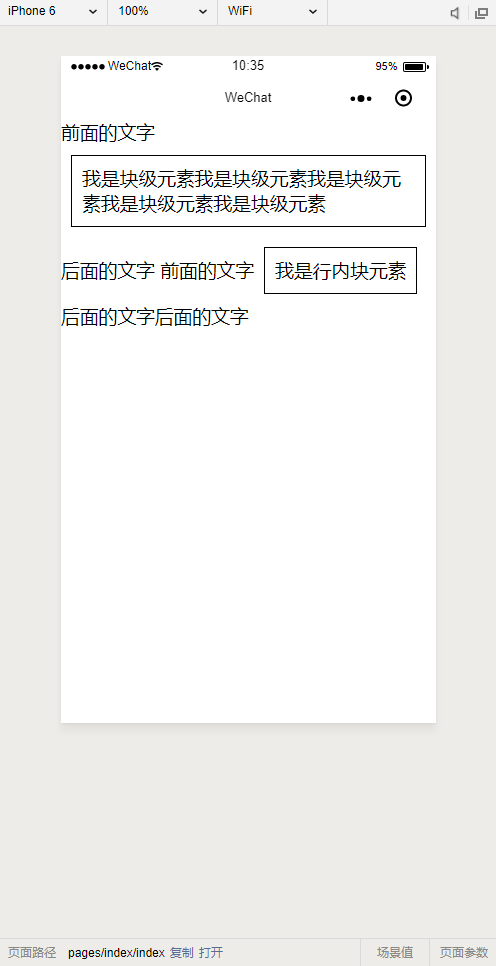 iPhone 6 100% WiFi
WeChat 10:35 95%
WeChat
前面的文字
我是块级元素我是块级元素我是块级元
素我是块级元素我是块级元素
后面的文字 前面的文字 我是行内块元素
后面的文字后面的文字
页面路径 pages/index/index 复制 打开 场景值 页面参数